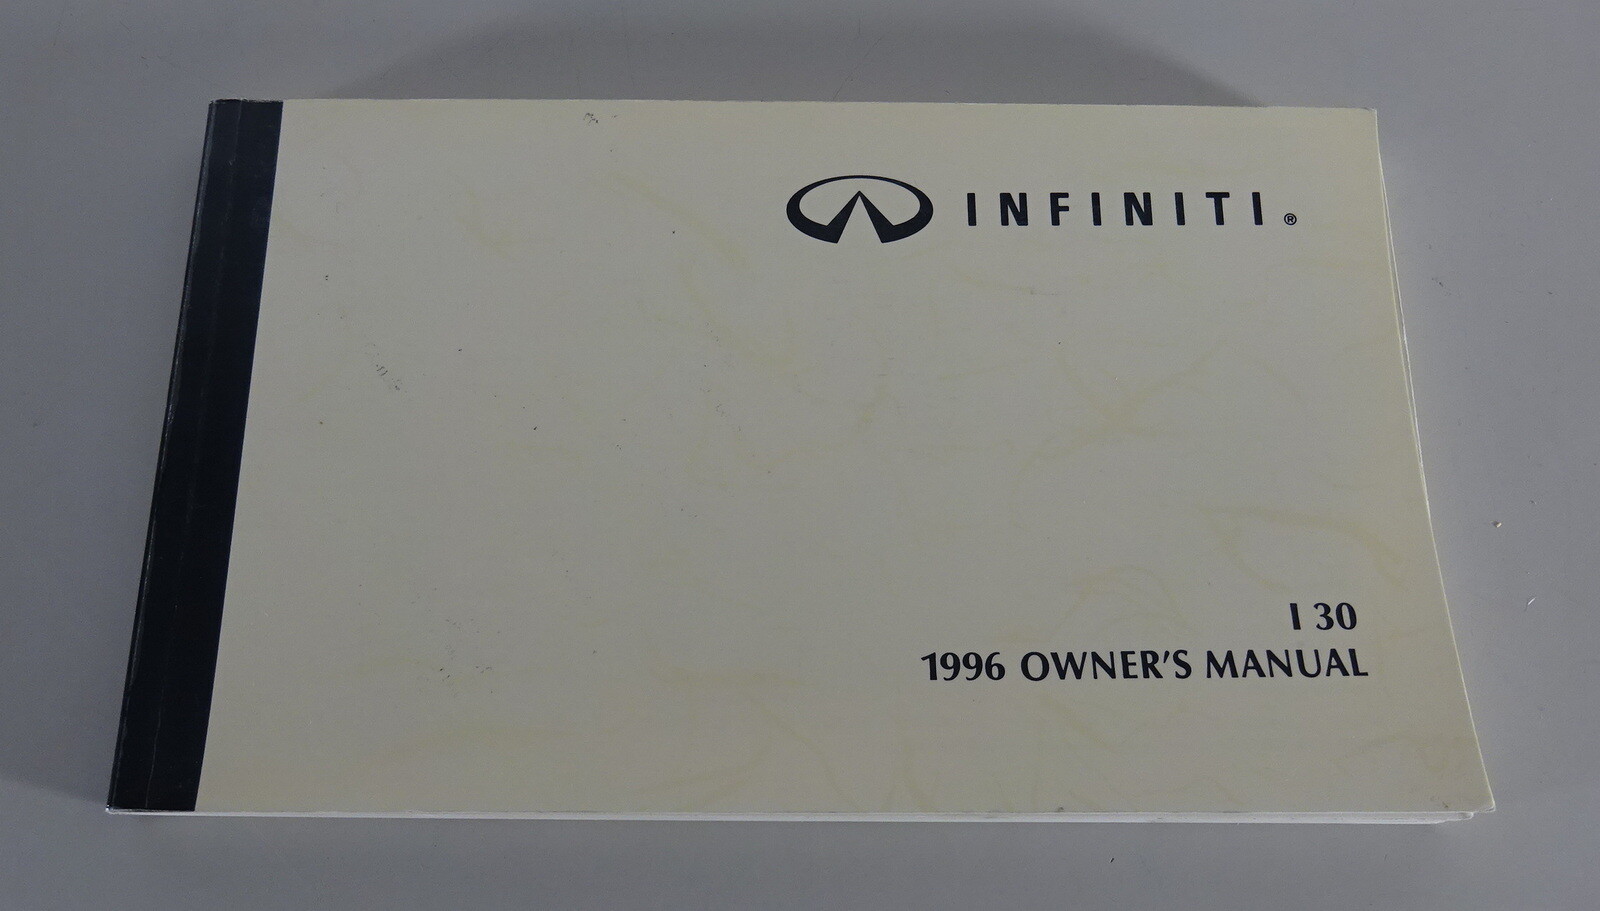 INFINITI®
I 30
1996 OWNER'S MANUAL